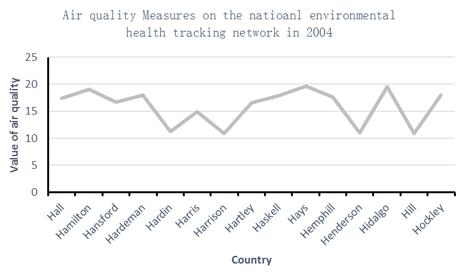 Air quality Measures on the natioanl environmental
health tracking network in 2004
25
20
15
10
5
0
Value of air quality
Hall
Hamilton
Hansford
Hardeman
Hardin
Harris
Harrison
Hartley
Haskell
Hays
Hemphill
Henderson
Hidalgo
Hill
Hockley
Country